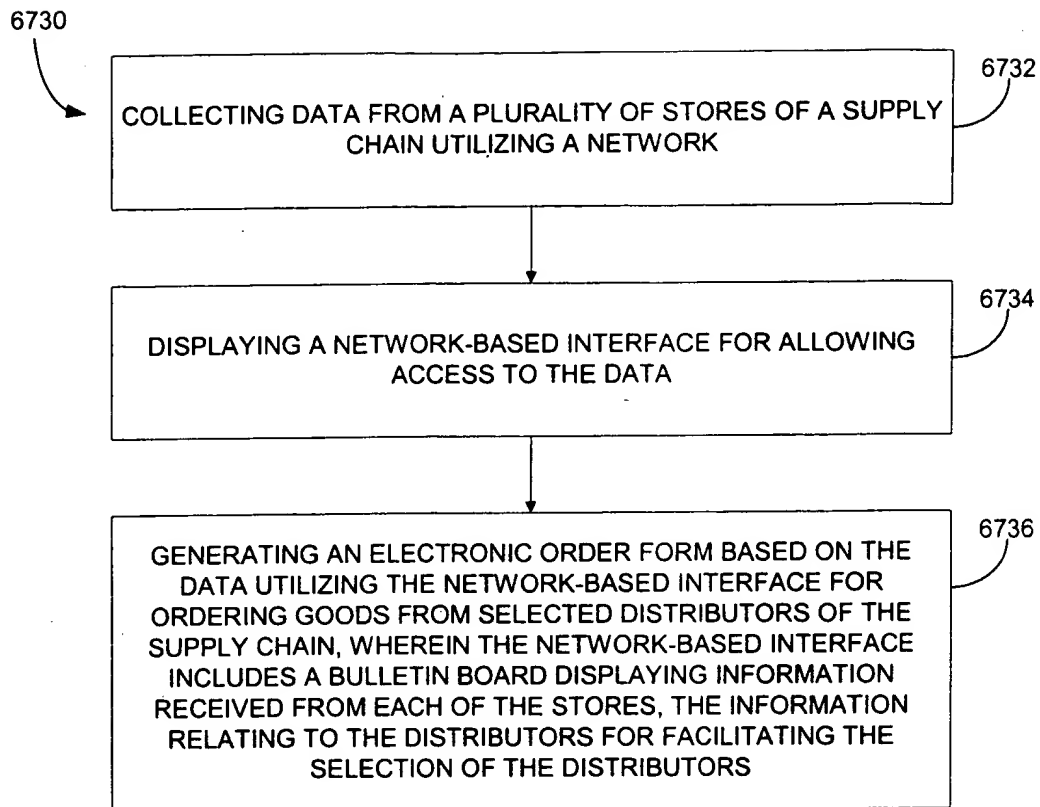 6730
6732
COLLECTING DATA FROM A PLURALITY OF STORES OF A SUPPLY
CHAIN UTILIZING A NETWORK
6734
DISPLAYING A NETWORK-BASED INTERFACE FOR ALLOWING
ACCESS TO THE DATA
6736
GENERATING AN ELECTRONIC ORDER FORM BASED ON THE
DATA UTILIZING THE NETWORK-BASED INTERFACE FOR
ORDERING GOODS FROM SELECTED DISTRIBUTORS OF THE
SUPPLY CHAIN, WHEREIN THE NETWORK-BASED INTERFACE
INCLUDES A BULLETIN BOARD DISPLAYING INFORMATION
RECEIVED FROM EACH OF THE STORES, THE INFORMATION
RELATING TO THE DISTRIBUTORS FOR FACILITATING THE
SELECTION OF THE DISTRIBUTORS